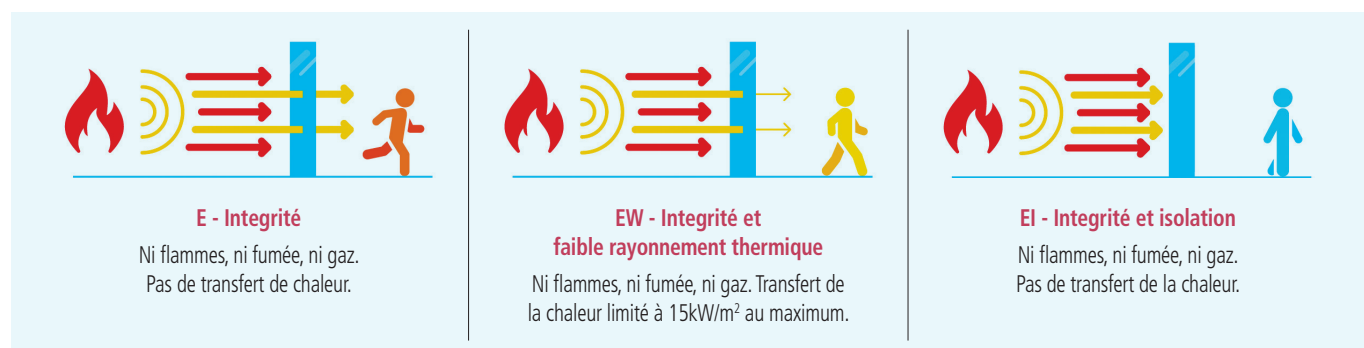 E - Integrité
Ni flammes, ni fumée, ni gaz.
Pas de transfert de chaleur.
EW - Integrité et
faible rayonnement thermique
Ni flammes, ni fumée, ni gaz. Transfert de
la chaleur limité à 15kW/m² au maximum.
EI - Integrité et isolation
Ni flammes, ni fumée, ni gaz.
Pas de transfert de la chaleur.